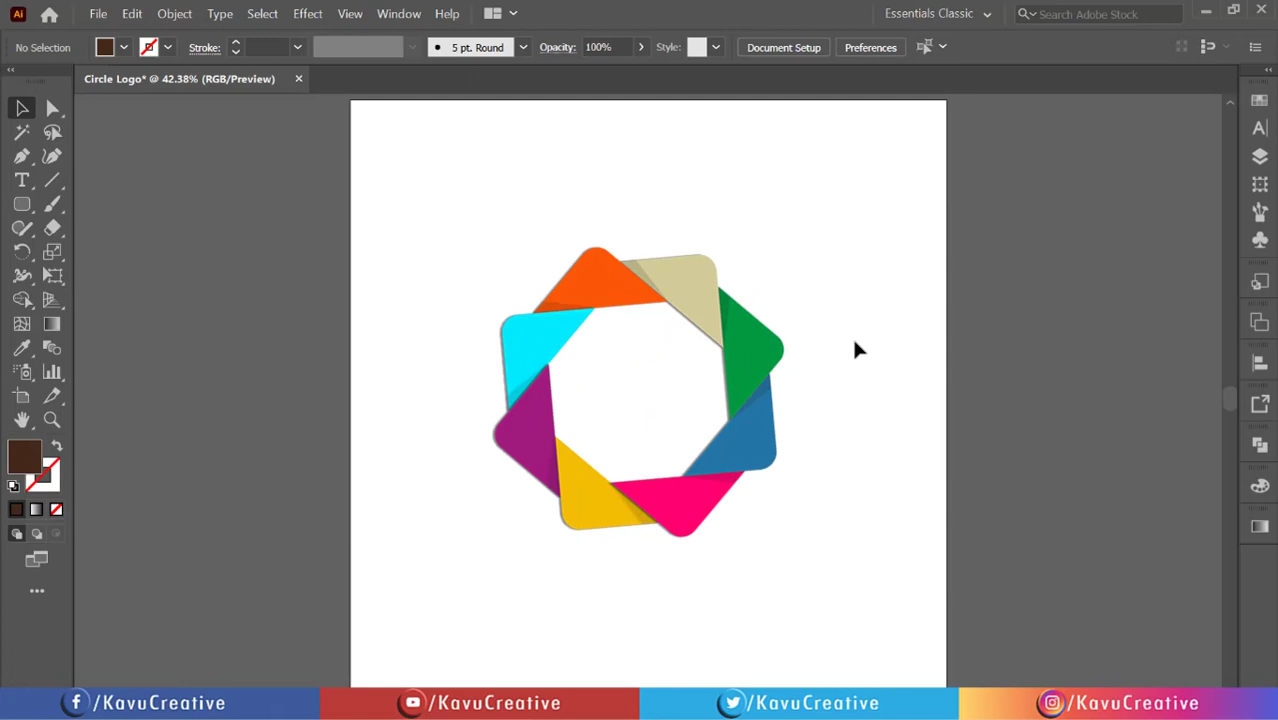 Ai File Edit Object Type Select Effect View Window Help Essentials Classic Search Adobe Stock
No Selection Stroke: 5 pt. Round Opacity: 100% Style: Document Setup Preferences
Circle Logo* @ 42.38% (RGB/Preview)
/KavuCreative /KavuCreative /KavuCreative /KavuCreative